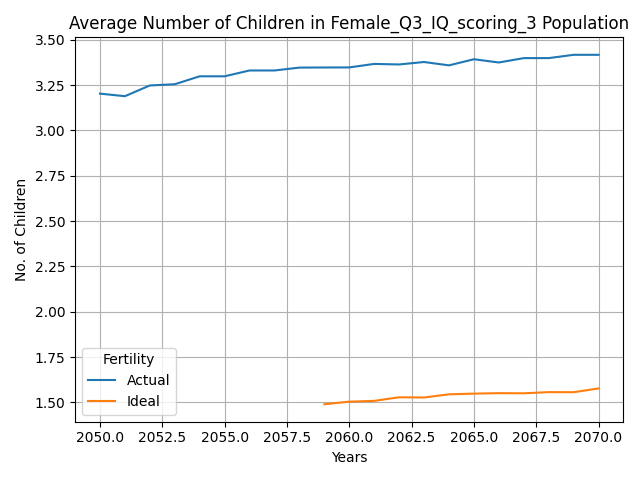 Average Number of Children in Female_Q3_IQ_scoring_3 Population
3.50
3.25
3.00
2.75
2.50
2.25
2.00
1.75
1.50
No. of Children
Fertility
Actual
Ideal
2050.0 2052.5 2055.0 2057.5 2060.0 2062.5 2065.0 2067.5 2070.0
Years